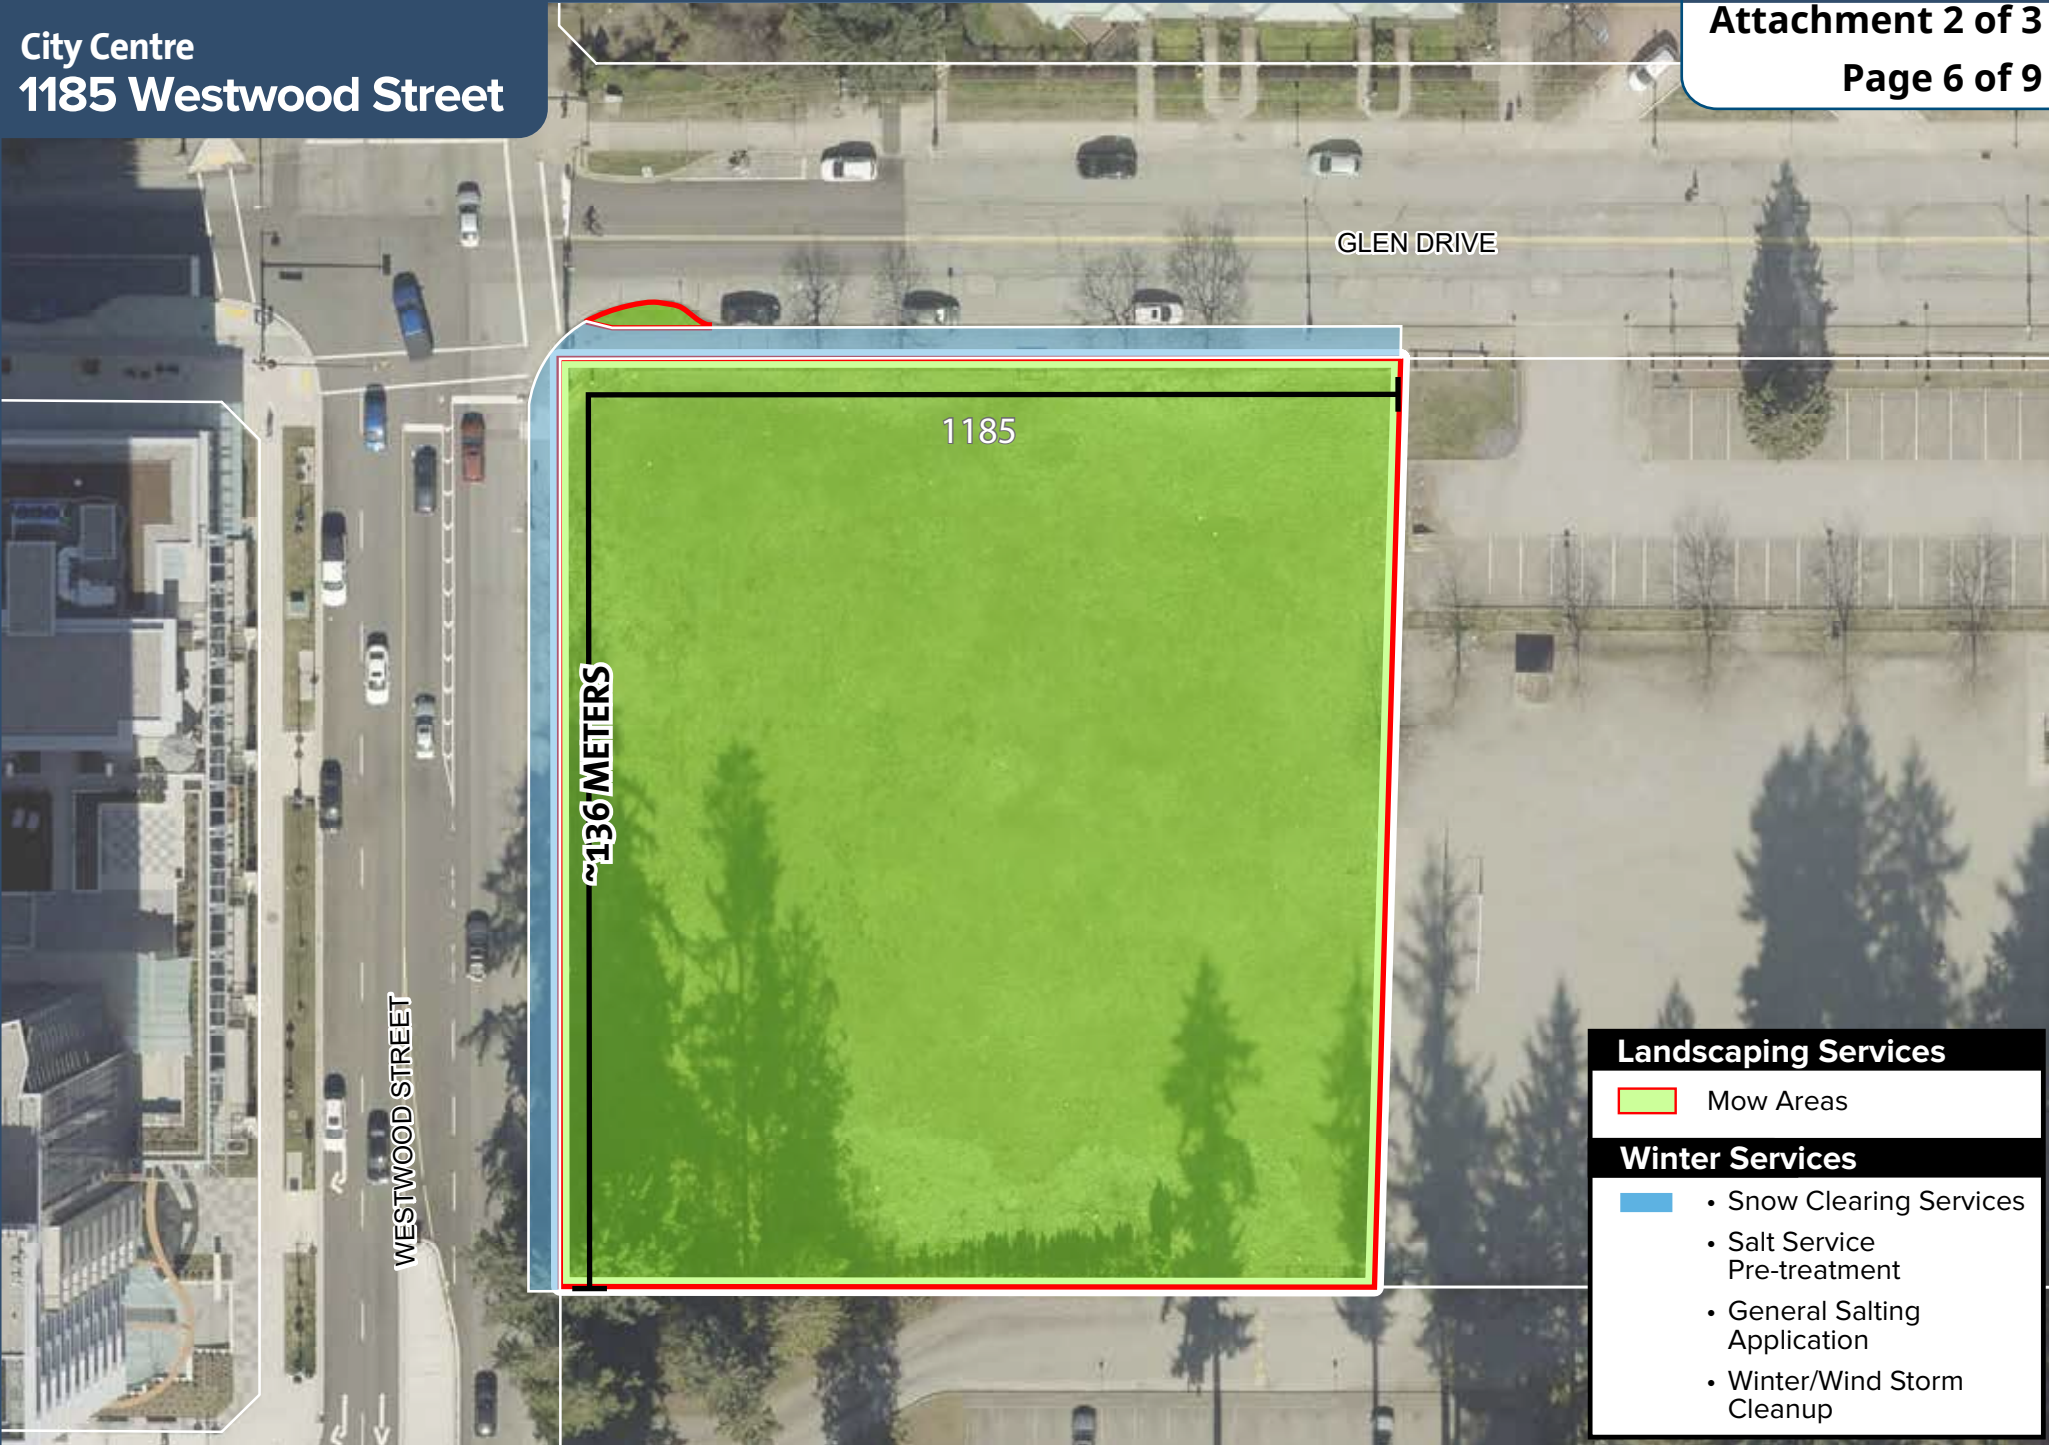 City Centre
1185 Westwood Street
Attachment 2 of 3
Page 6 of 9
GLEN DRIVE
1185
~136 METERS
WESTWOOD STREET
Landscaping Services
Mow Areas
Winter Services
• Snow Clearing Services
• Salt Service
Pre-treatment
• General Salting
Application
• Winter/Wind Storm
Cleanup